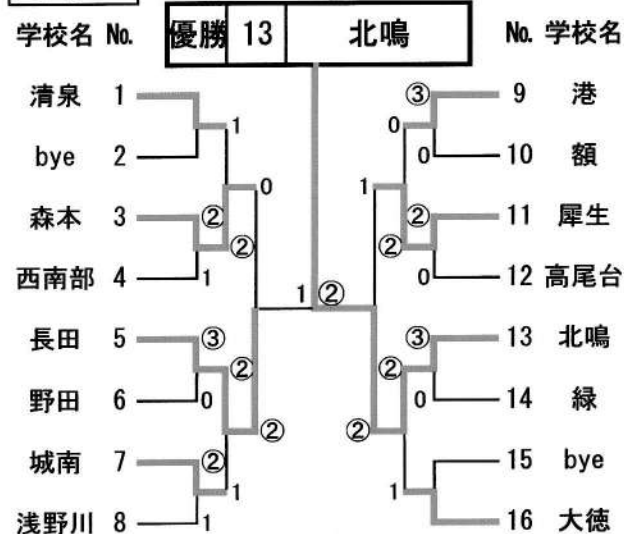 優勝 13 北鳴
学校名 No. No. 学校名
清泉 1 ③ 9 港
1 0
bye 2 0 10 額
0 1
森本 3 ② ② 11 犀生
② ②
西南部 4 1 0 12 高尾台
1 ②
長田 5 ③ ③ 13 北鳴
② ②
野田 6 0 0 14 緑
② ②
城南 7 ② 15 bye
1 1
浅野川 8 1 16 大徳